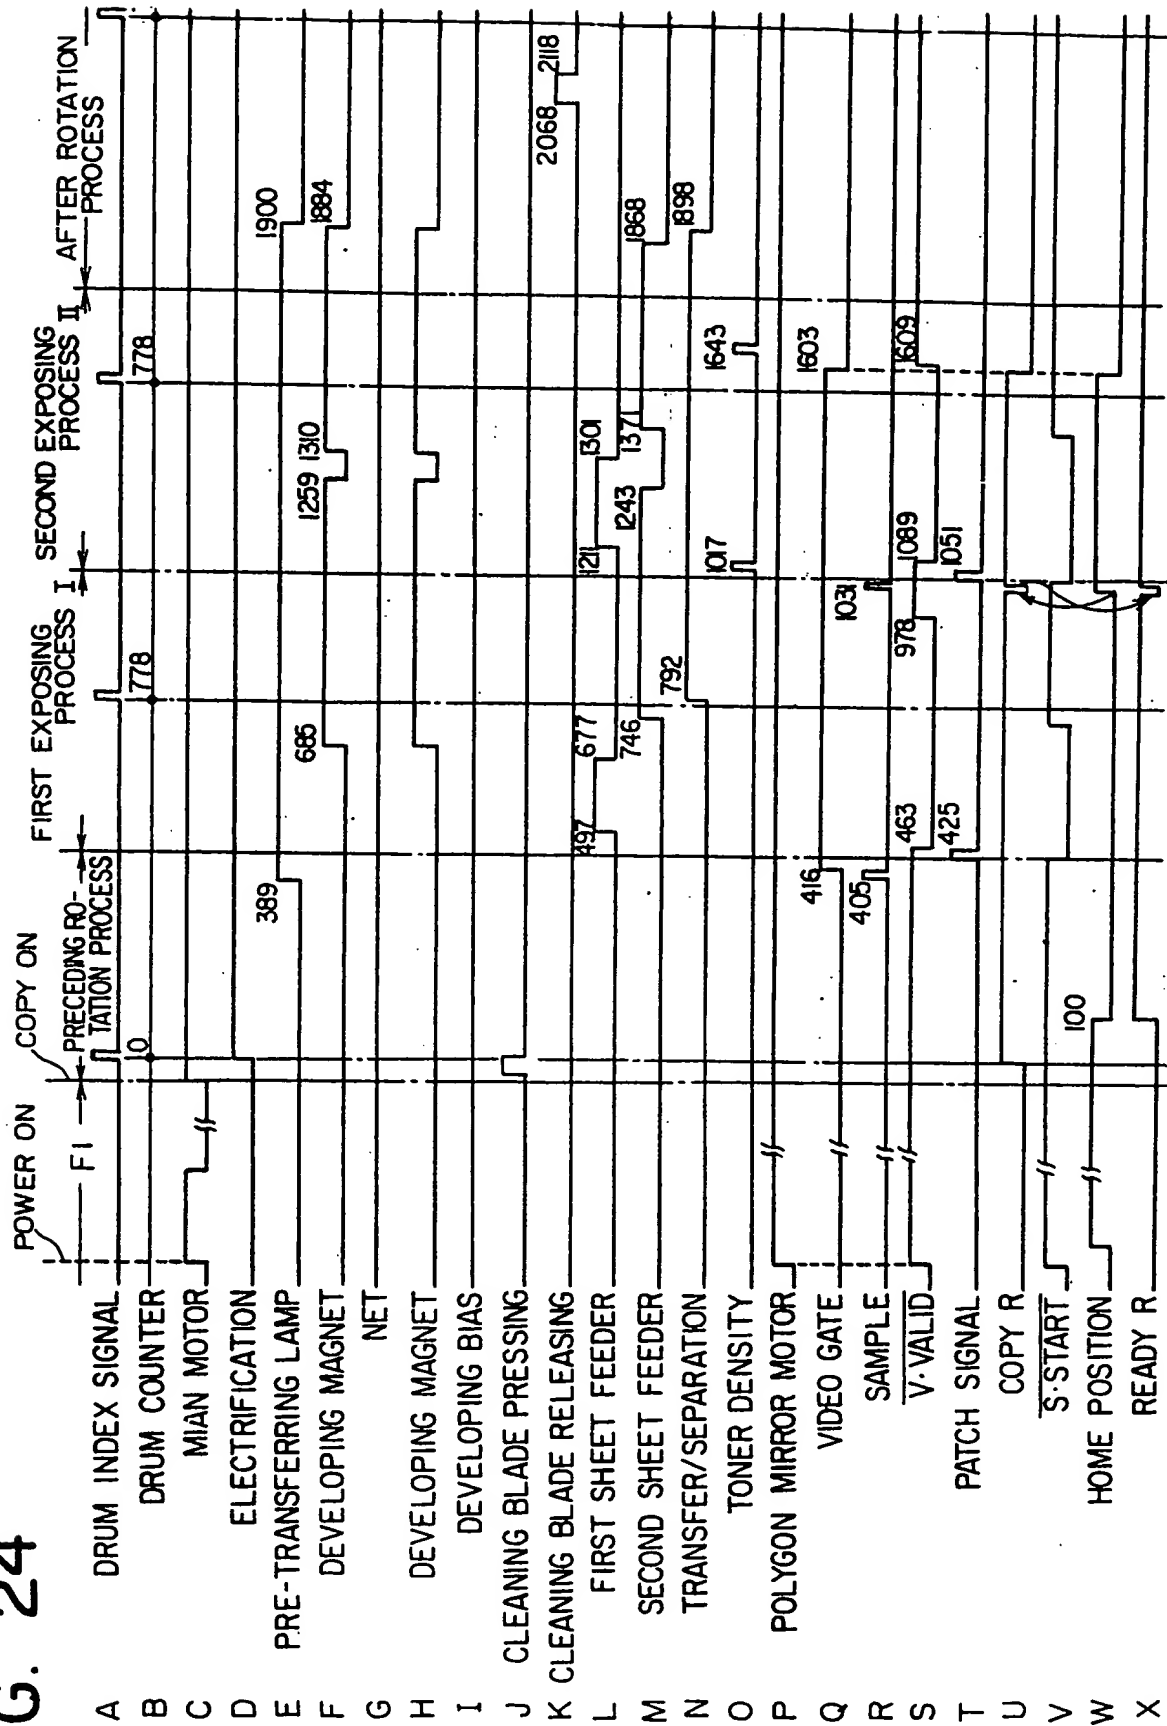 G. 24
POWER ON
COPY ON
F1
PRECEDING RO-
TATION PROCESS
FIRST EXPOSING
PROCESS I
SECOND EXPOSING
PROCESS II
AFTER ROTATION
PROCESS
A DRUM INDEX SIGNAL
B DRUM COUNTER 0 778 778
C MIAN MOTOR
D ELECTRIFICATION
E PRE-TRANSFERRING LAMP 389 1900
F DEVELOPING MAGNET 685 1259 1310 1884
G NET
H DEVELOPING MAGNET
I DEVELOPING BIAS
J CLEANING BLADE PRESSING
K CLEANING BLADE RELEASING 2068 2118
L FIRST SHEET FEEDER 497 677 1211 1301
M SECOND SHEET FEEDER 746 1243 1371 1868
N TRANSFER/SEPARATION 792 1898
O TONER DENSITY 1017 1643
P POLYGON MIRROR MOTOR
Q VIDEO GATE 416 1603
R SAMPLE 405 1031
S V·VALID 463 978 1089 1609
T PATCH SIGNAL 425 1051
U COPY R
V S·START
W HOME POSITION 100
X READY R